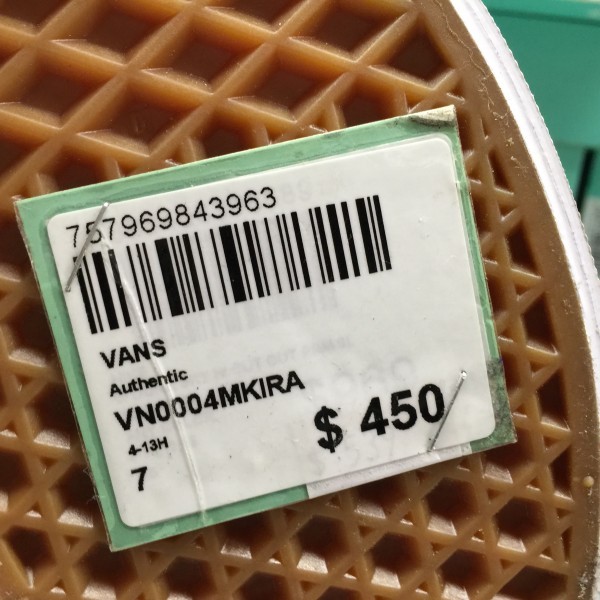 757969843963
VANS
Authentic
VN0004MKIRA
4-13H
$ 450
7